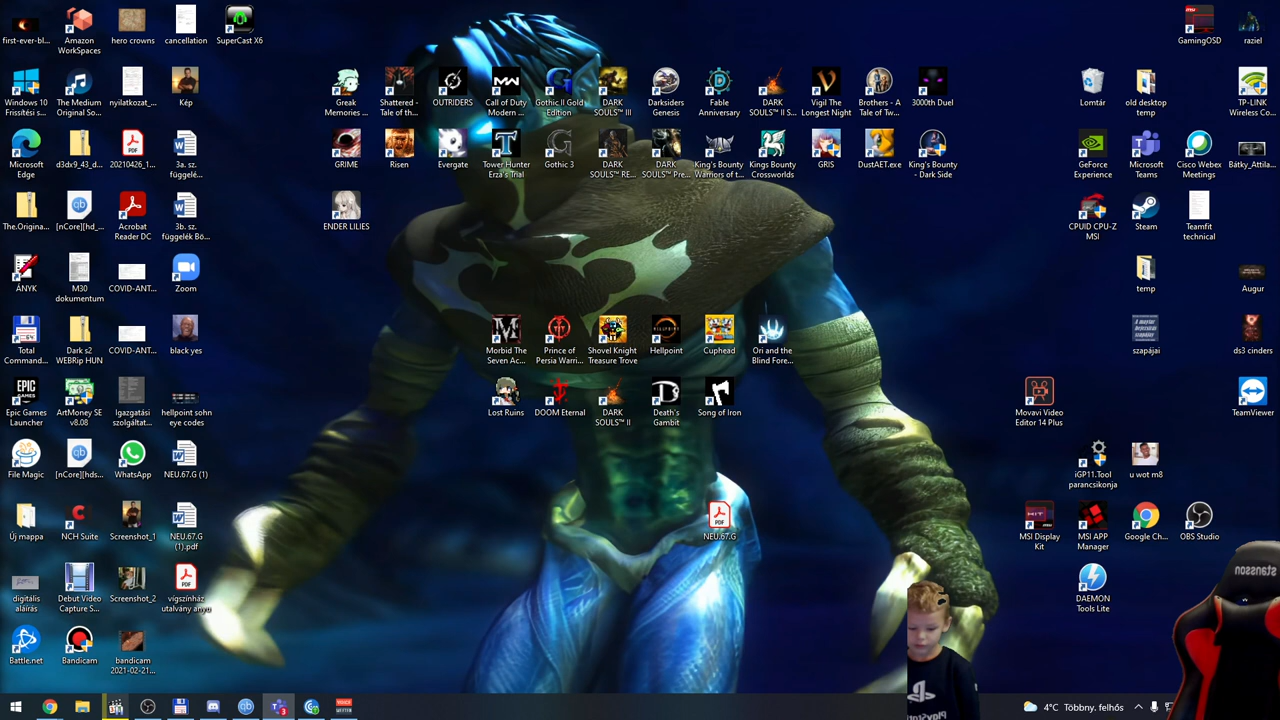 first-ever-bl...
Amazon
WorkSpaces
hero crowns
cancellation
SuperCast X6
GamingOSD
raziel
Windows 10
Frissítési s...
The Medium
Original So...
nyilatkozat_...
Kép
Greak
Memories ...
Shattered -
Tale of th...
OUTRIDERS
Call of Duty
Modern ...
Gothic II Gold
Edition
DARK
SOULS™ III
Darksiders
Genesis
Fable
Anniversary
DARK
SOULS™ II S...
Vigil The
Longest Night
Brothers - A
Tale of Tw...
3000th Duel
Lomtár
old desktop
temp
TP-LINK
Wireless Co...
Microsoft
Edge
d3dx9_43_d...
20210426_1...
3a. sz.
függelé...
GRIME
Risen
Evergate
Tower Hunter
Erza's Trial
Gothic 3
DARK
SOULS™ RE...
DARK
SOULS™ Pre...
King's Bounty
Warriors of t...
Kings Bounty
Crossworlds
GRIS
DustAET.exe
King's Bounty
- Dark Side
GeForce
Experience
Microsoft
Teams
Cisco Webex
Meetings
Bátky_Attila...
The.Origina...
[nCore][hd_...
Acrobat
Reader DC
3b. sz.
függelék Bö...
ENDER LILIES
CPUID CPU-Z
MSI
Steam
Teamfit
technical
ÁNYK
M30
dokumentum
COVID-ANT...
Zoom
temp
Augur
Total
Command...
Dark s2
WEBRip HUN
COVID-ANT...
black yes
Morbid The
Seven Ac...
Prince of
Persia Warri...
Shovel Knight
Treasure Trove
Hellpoint
Cuphead
Ori and the
Blind Fore...
szapájai
ds3 cinders
EPIC
GAMES
Epic Games
Launcher
ArtMoney SE
v8.08
Igazgatási
szolgáltat...
hellpoint sohn
eye codes
Lost Ruins
DOOM Eternal
DARK
SOULS™ II
Death's
Gambit
Song of Iron
Movavi Video
Editor 14 Plus
TeamViewer
File Magic
[nCore][hds...
WhatsApp
NEU.67.G (1)
iGP11.Tool
parancsikonja
u wot m8
Új mappa
NCH Suite
Screenshot_1
NEU.67.G
(1).pdf
PDF
NEU.67.G
MSI Display
Kit
MSI APP
Manager
Google Ch...
OBS Studio
stansson
digitális
aláírás
Debut Video
Capture S...
Screenshot_2
vígszínház
utalvány anyu
DAEMON
Tools Lite
Battle.net
Bandicam
bandicam
2021-02-21...
PlayStati
4°C Többny. felhős